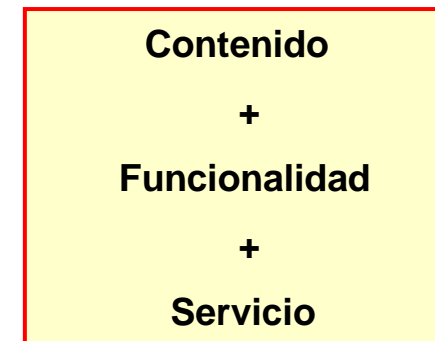 Contenido
+
Funcionalidad
+
Servicio